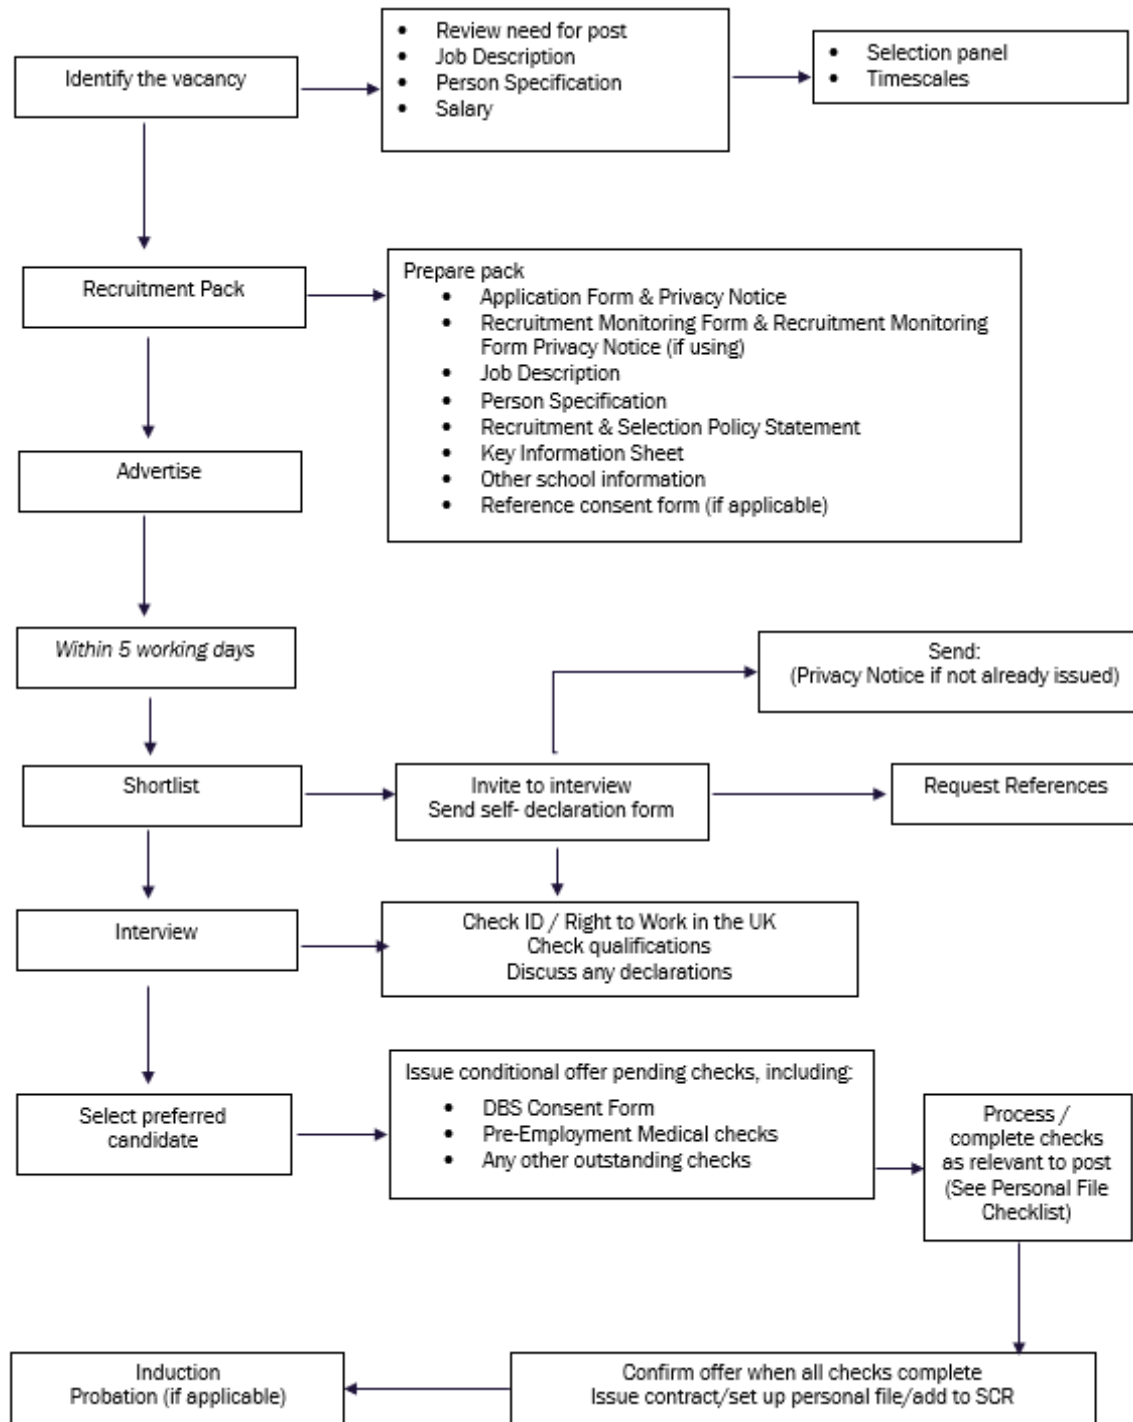 Identify the vacancy
• Review need for post
• Job Description
• Person Specification
• Salary
• Selection panel
• Timescales
Recruitment Pack
Prepare pack
• Application Form & Privacy Notice
• Recruitment Monitoring Form & Recruitment Monitoring
Form Privacy Notice (if using)
• Job Description
• Person Specification
• Recruitment & Selection Policy Statement
• Key Information Sheet
• Other school information
• Reference consent form (if applicable)
Advertise
Within 5 working days
Send:
(Privacy Notice if not already issued)
Shortlist
Invite to interview
Send self- declaration form
Request References
Interview
Check ID / Right to Work in the UK
Check qualifications
Discuss any declarations
Select preferred
candidate
Issue conditional offer pending checks, including:
• DBS Consent Form
• Pre-Employment Medical checks
• Any other outstanding checks
Process /
complete checks
as relevant to post
(See Personal File
Checklist)
Confirm offer when all checks complete
Issue contract/set up personal file/add to SCR
Induction
Probation (if applicable)